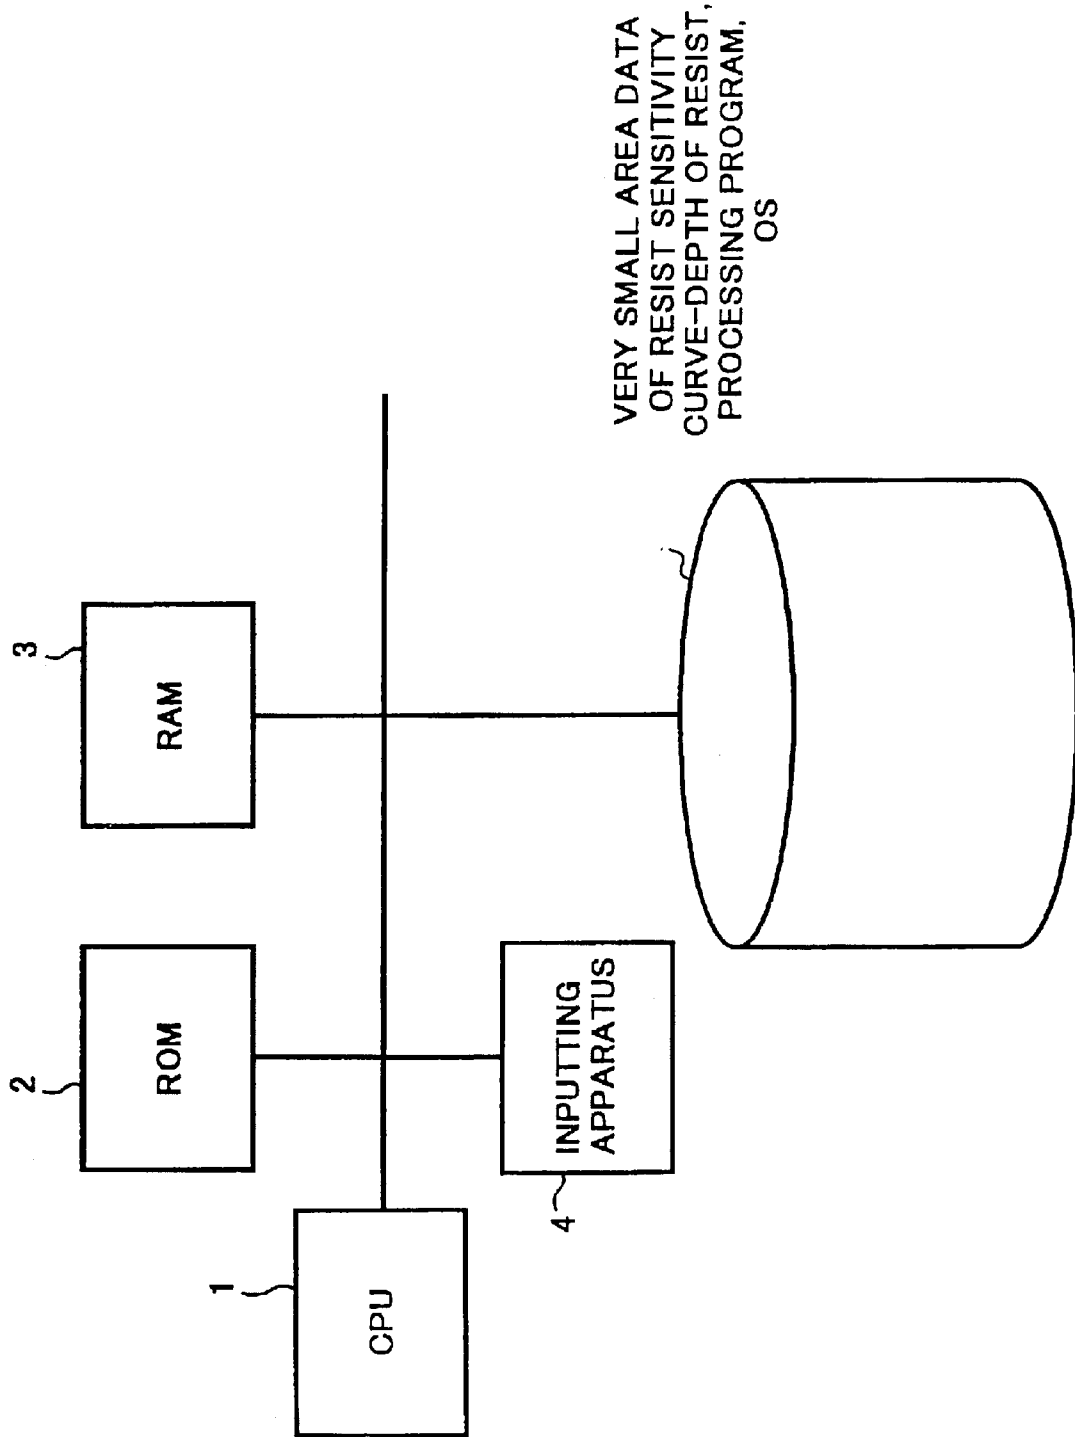 3
RAM
2
ROM
1
CPU
INPUTTING
APPARATUS
4
VERY SMALL AREA DATA
OF RESIST SENSITIVITY
CURVE-DEPTH OF RESIST,
PROCESSING PROGRAM,
OS